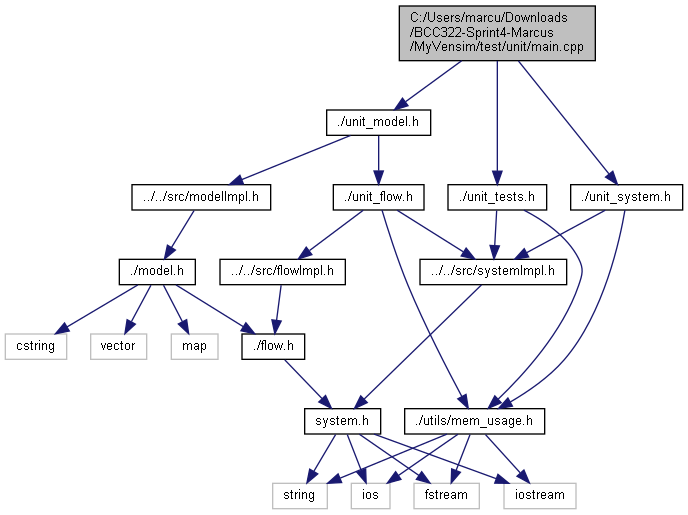 C:/Users/marcu/Downloads
/BCC322-Sprint4-Marcus
/MyVensim/test/unit/main.cpp
./unit_model.h
../../src/modelImpl.h
./unit_flow.h
./unit_tests.h
./unit_system.h
./model.h
../../src/flowImpl.h
../../src/systemImpl.h
cstring
vector
map
./flow.h
system.h
./utils/mem_usage.h
string
ios
fstream
iostream